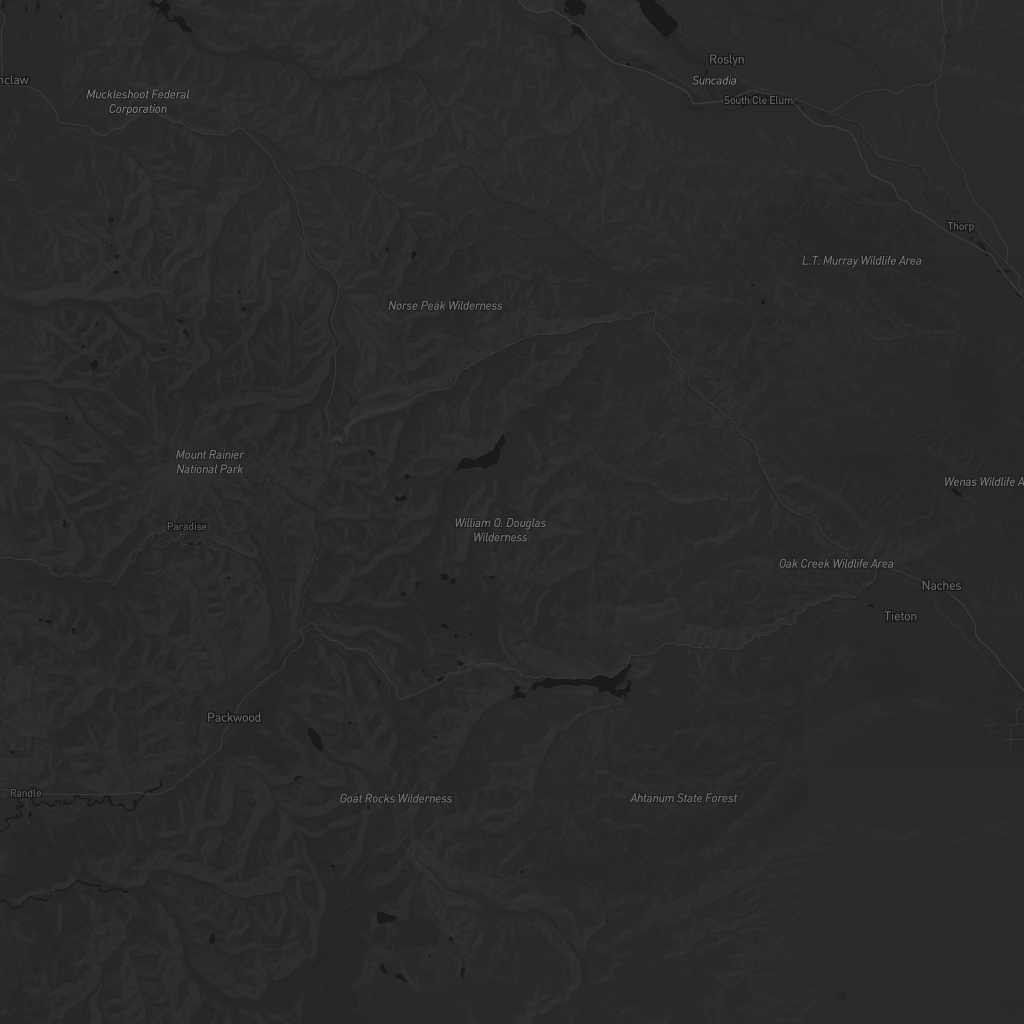 Roslyn
nclaw
Suncadia
Muckleshoot Federal
Corporation
South Cle Elum
Thorp
L.T. Murray Wildlife Area
Norse Peak Wilderness
Mount Rainier
National Park
Wenas Wildlife A
Paradise
William O. Douglas
Wilderness
Oak Creek Wildlife Area
Naches
Tieton
Packwood
Randle
Goat Rocks Wilderness
Ahtanum State Forest